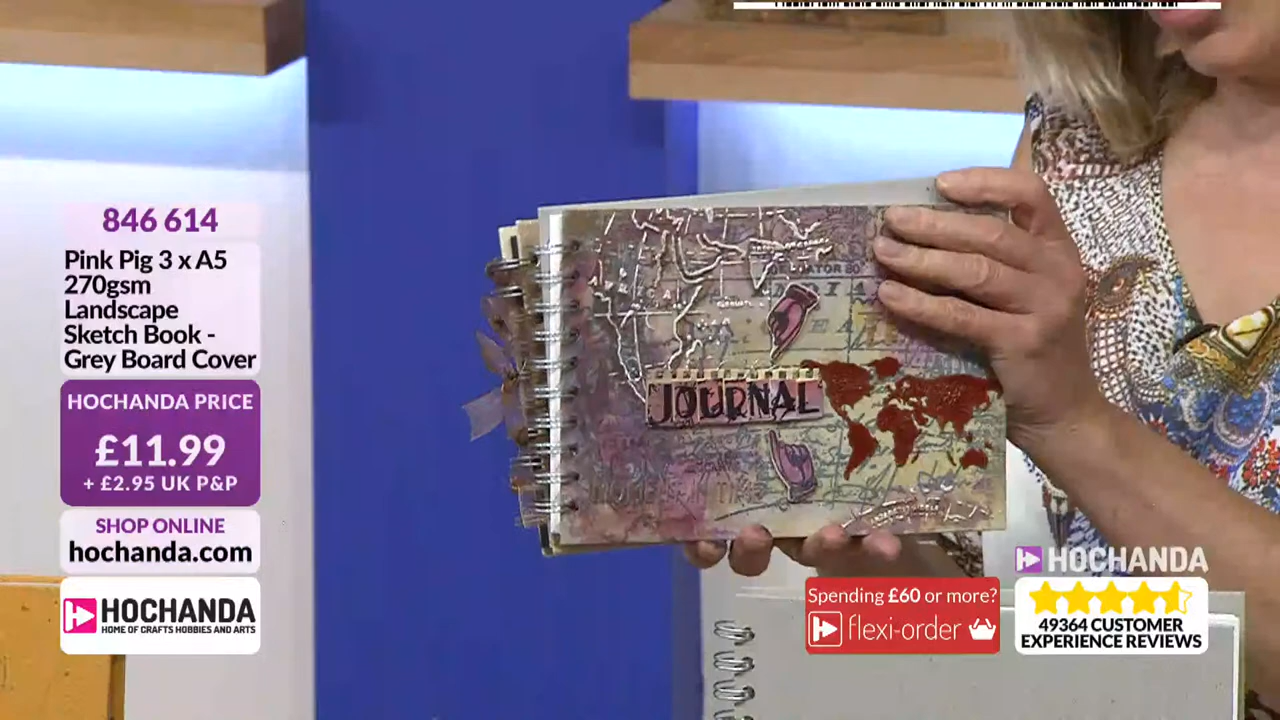 846 614
Pink Pig 3 x A5
270gsm
Landscape
Sketch Book -
Grey Board Cover
HOCHANDA PRICE
£11.99
+ £2.95 UK P&P
SHOP ONLINE
hochanda.com
HOCHANDA
HOME OF CRAFTS HOBBIES AND ARTS
JOURNAL
Spending £60 or more?
flexi-order
HOCHANDA
49364 CUSTOMER
EXPERIENCE REVIEWS